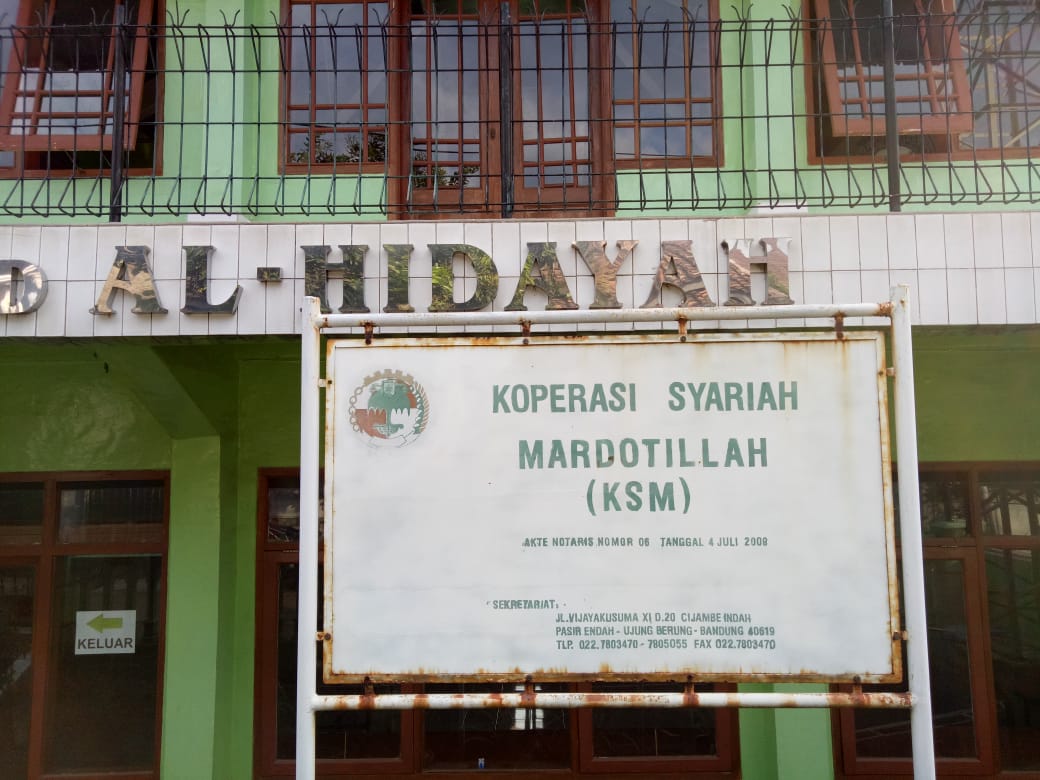 D AL-HIDAYAH
KOPERASI SYARIAH
MARDOTILLAH
(KSM)
AKTE NOTARIS NOMOR 06 TANGGAL 4 JULI 2008
SEKRETARIAT:
JL.VIJAYAKUSUMA XI D.20 CIJAMBE INDAH
PASIR ENDAH - UJUNG BERUNG - BANDUNG 40619
TLP. 022.7803470 - 7805055 FAX 022.7803470
KELUAR